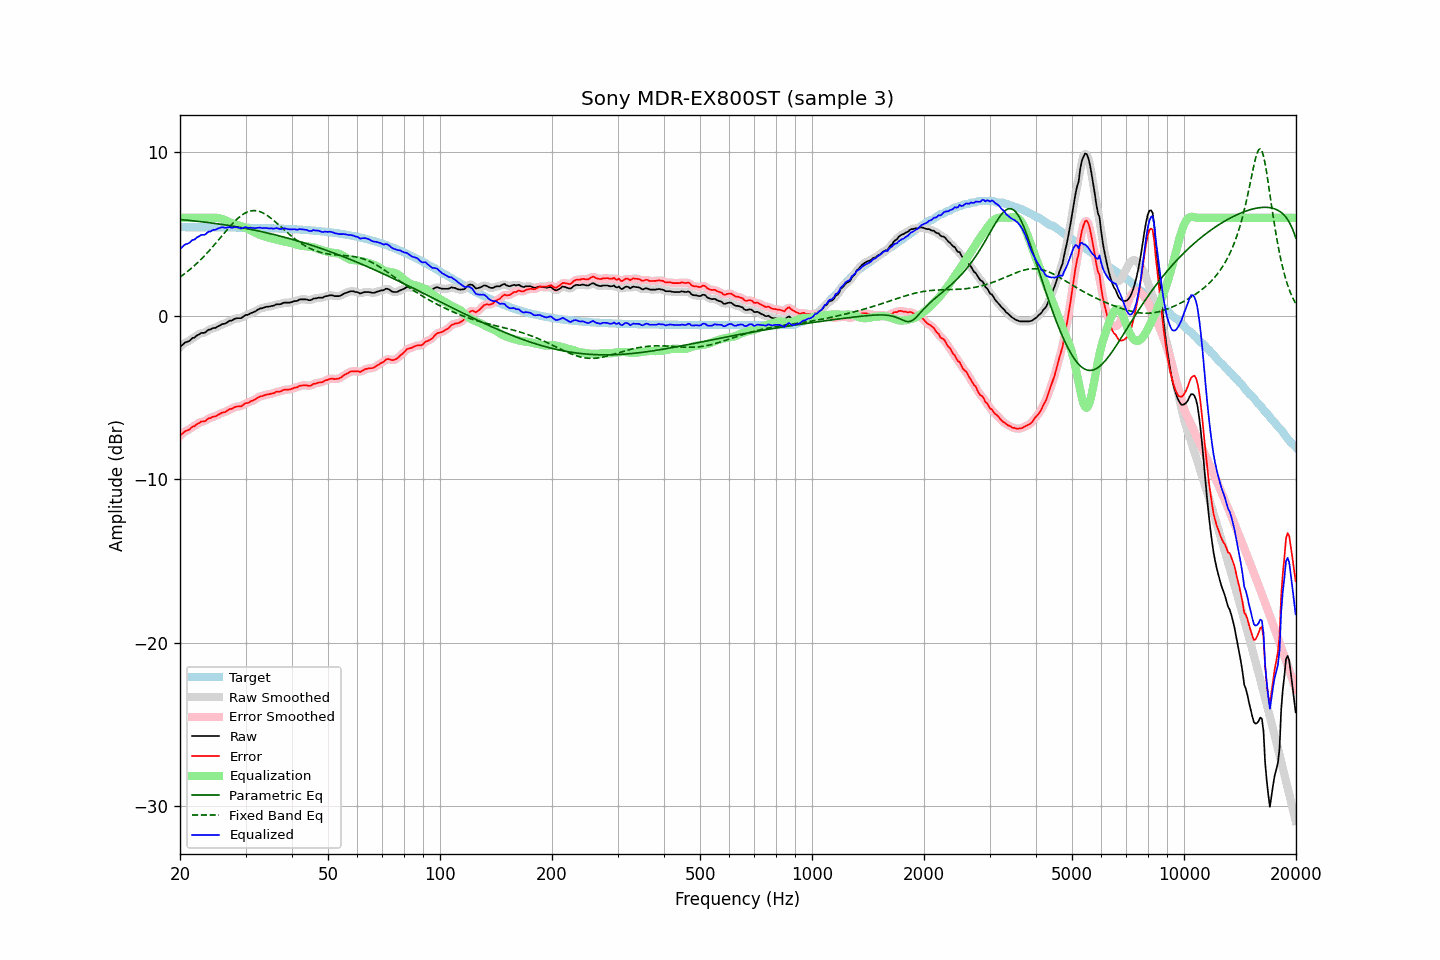 Sony MDR-EX800ST (sample 3)
10
0
−10
−20
−30
Amplitude (dBr)
Target
Raw Smoothed
Error Smoothed
Raw
Error
Equalization
Parametric Eq
Fixed Band Eq
Equalized
20 50 100 200 500 1000 2000 5000 10000 20000
Frequency (Hz)